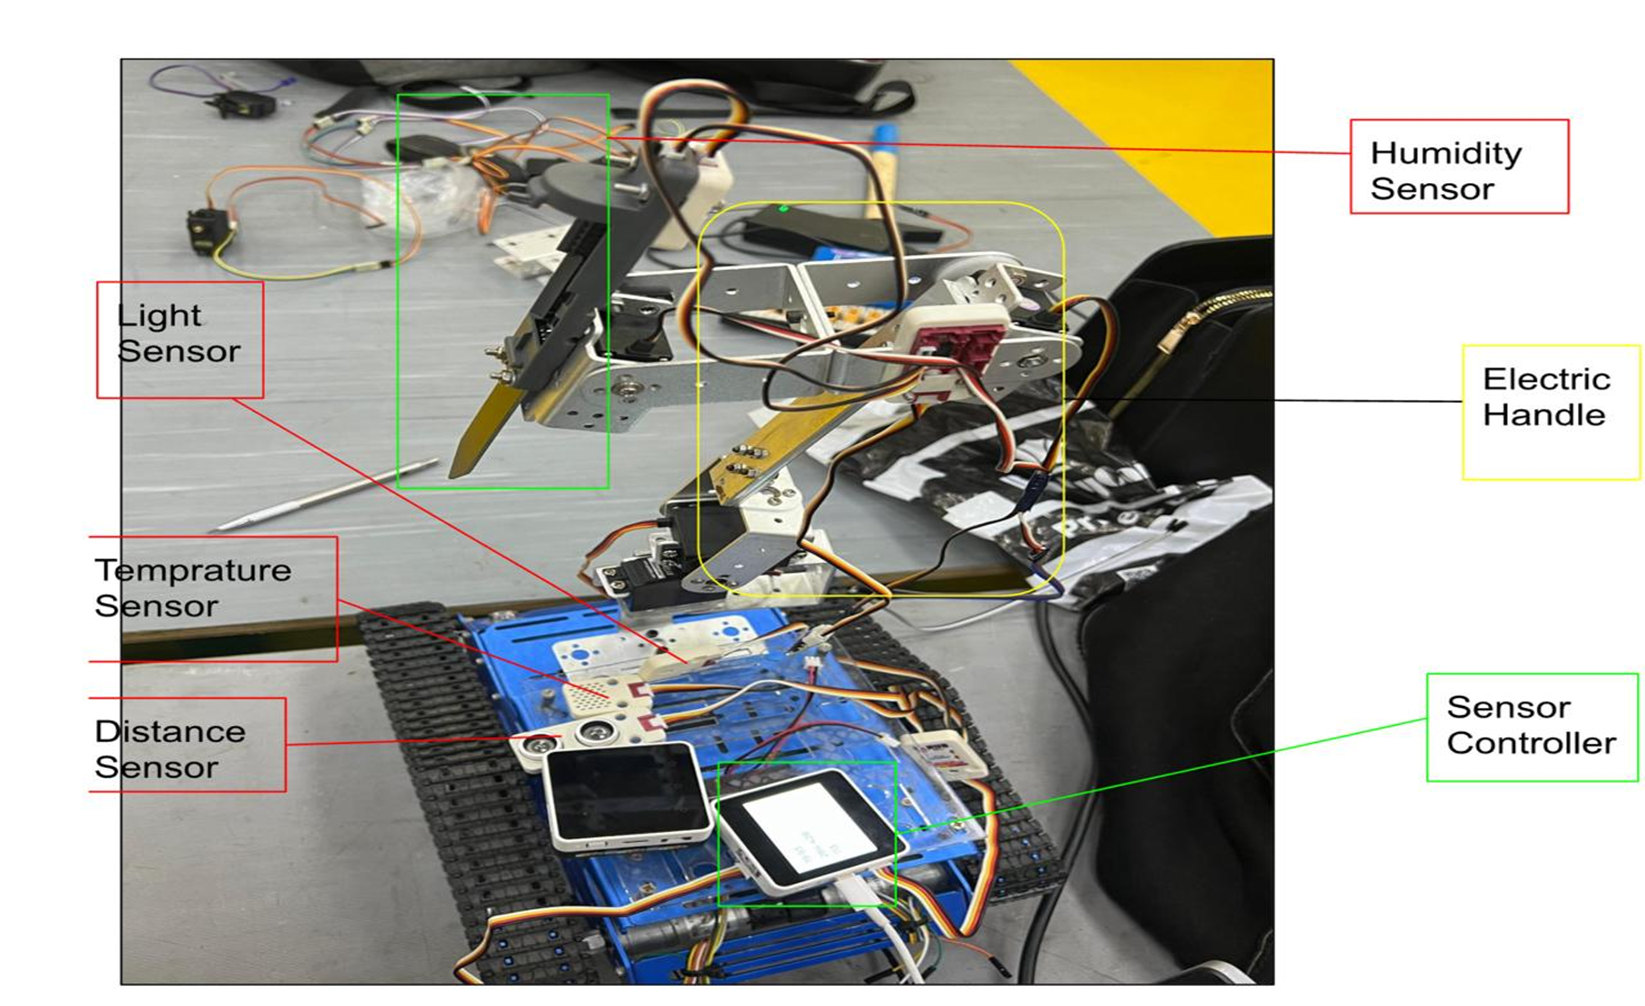 Humidity
Sensor
Light
Sensor
Electric
Handle
Temprature
Sensor
Sensor
Controller
Distance
Sensor